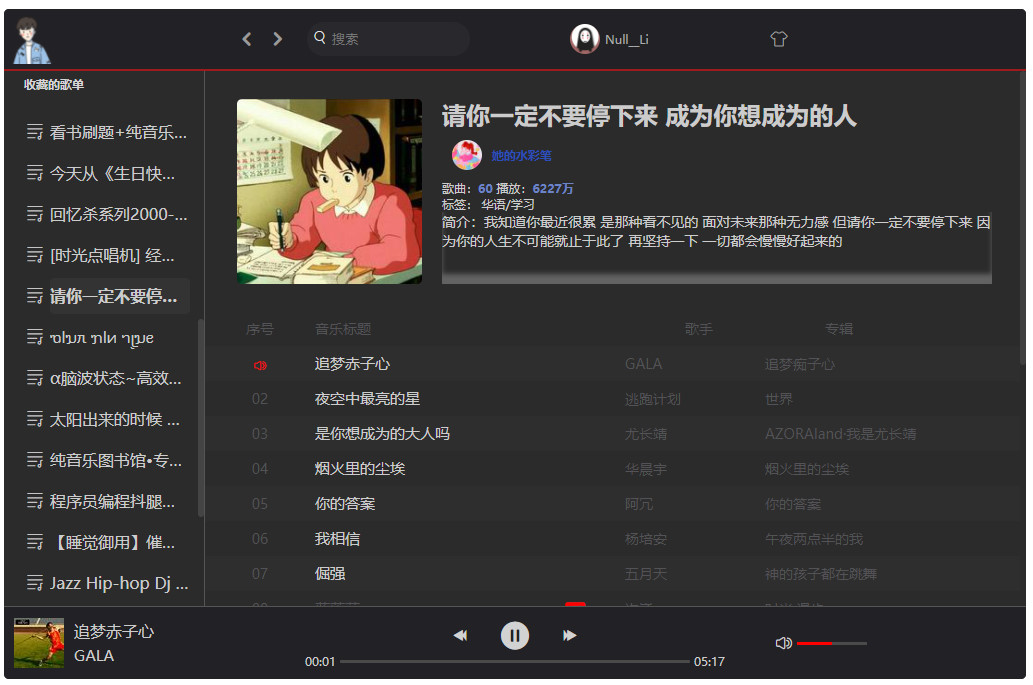 搜索
Null__Li
收藏的歌单
看书刷题+纯音乐...
今天从《生日快...
回忆杀系列2000-...
[时光点唱机] 经...
请你一定不要停...
α脑波状态~高效...
太阳出来的时候 ...
纯音乐图书馆•专...
程序员编程抖腿...
【睡觉御用】催...
Jazz Hip-hop Dj ...
请你一定不要停下来 成为你想成为的人
她的水彩笔
歌曲：60 播放：6227万
标签： 华语/学习
简介：我知道你最近很累 是那种看不见的 面对未来那种无力感 但请你一定不要停下来 因
为你的人生不可能就止于此了 再坚持一下 一切都会慢慢好起来的
序号 音乐标题 歌手 专辑
追梦赤子心 GALA 追梦痴子心
02 夜空中最亮的星 逃跑计划 世界
03 是你想成为的大人吗 尤长靖 AZORAland·我是尤长靖
04 烟火里的尘埃 华晨宇 烟火里的尘埃
05 你的答案 阿冗 你的答案
06 我相信 杨培安 午夜两点半的我
07 倔强 五月天 神的孩子都在跳舞
追梦赤子心
GALA
00:01 05:17